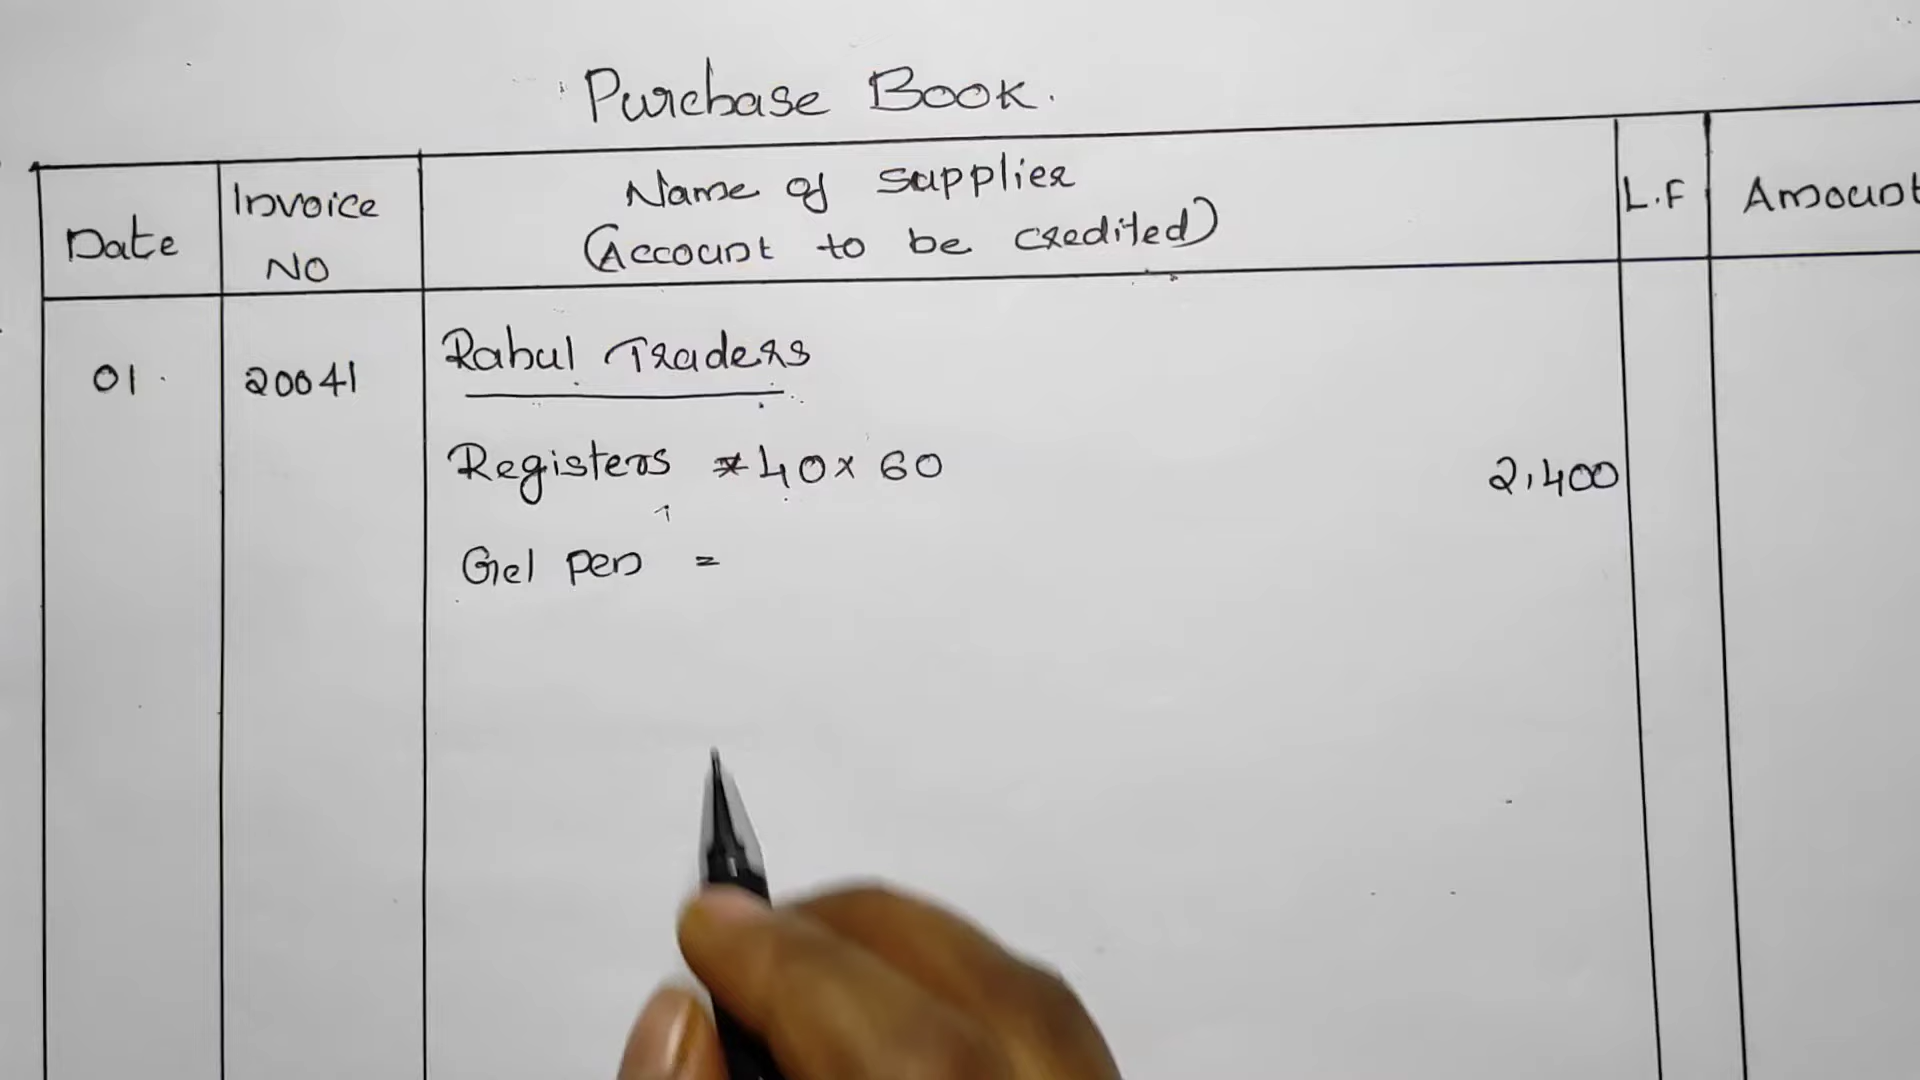 Purchase Book.
Date
Invoice
No
Name of supplier
(Account to be credited)
L.F
Amount
01
20041
Rahul Traders
Registers * 40 x 60
2,400
Gel pen =